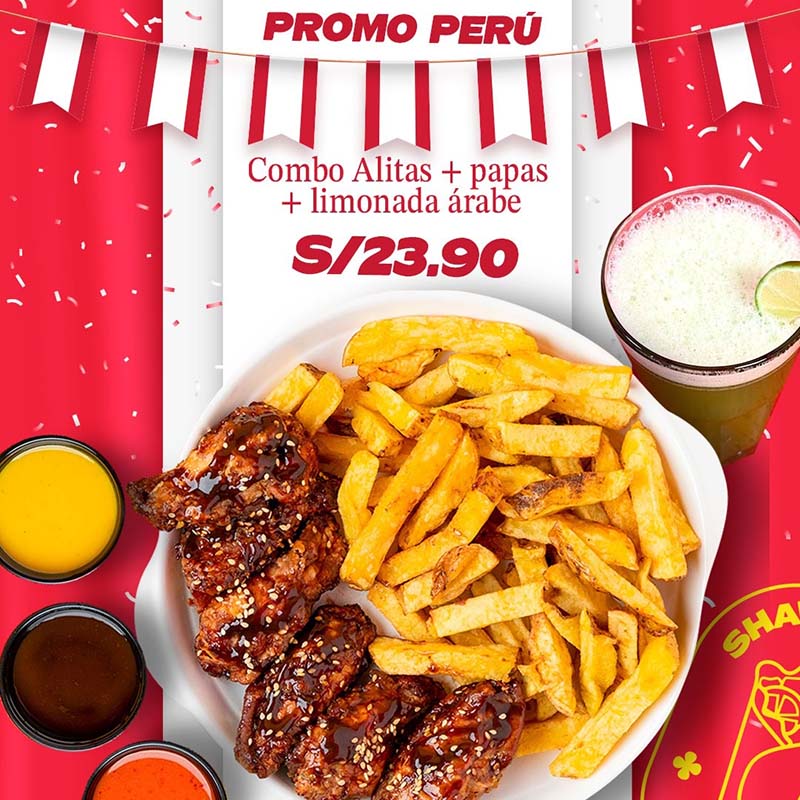 PROMO PERÚ
Combo Alitas + papas
+ limonada árabe
S/23.90